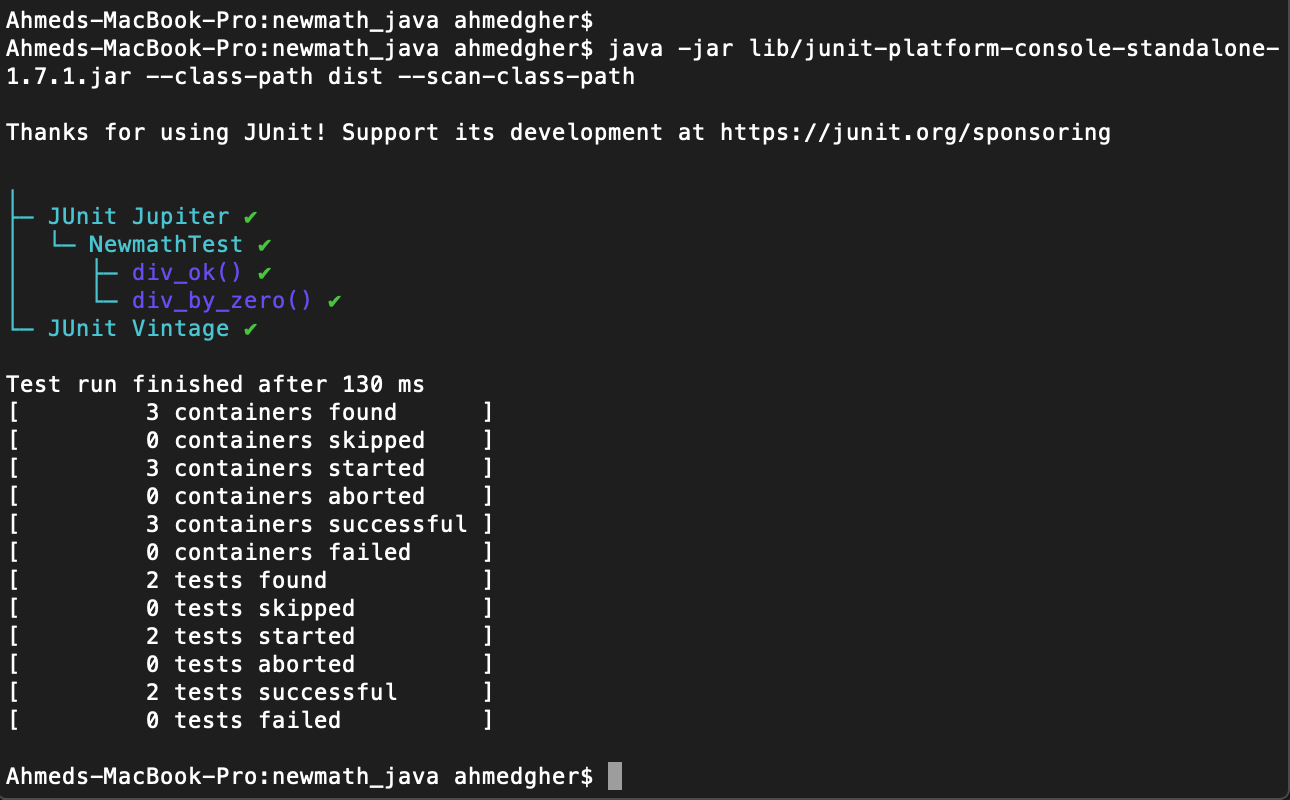 Ahmeds-MacBook-Pro:newmath_java ahmedgher$
Ahmeds-MacBook-Pro:newmath_java ahmedgher$ java -jar lib/junit-platform-console-standalone-
1.7.1.jar --class-path dist --scan-class-path
Thanks for using JUnit! Support its development at https://junit.org/sponsoring
├─ JUnit Jupiter ✔
│  └─ NewmathTest ✔
│     ├─ div_ok() ✔
│     └─ div_by_zero() ✔
└─ JUnit Vintage ✔
Test run finished after 130 ms
[         3 containers found      ]
[         0 containers skipped    ]
[         3 containers started    ]
[         0 containers aborted    ]
[         3 containers successful ]
[         0 containers failed     ]
[         2 tests found           ]
[         0 tests skipped         ]
[         2 tests started         ]
[         0 tests aborted         ]
[         2 tests successful      ]
[         0 tests failed          ]
Ahmeds-MacBook-Pro:newmath_java ahmedgher$